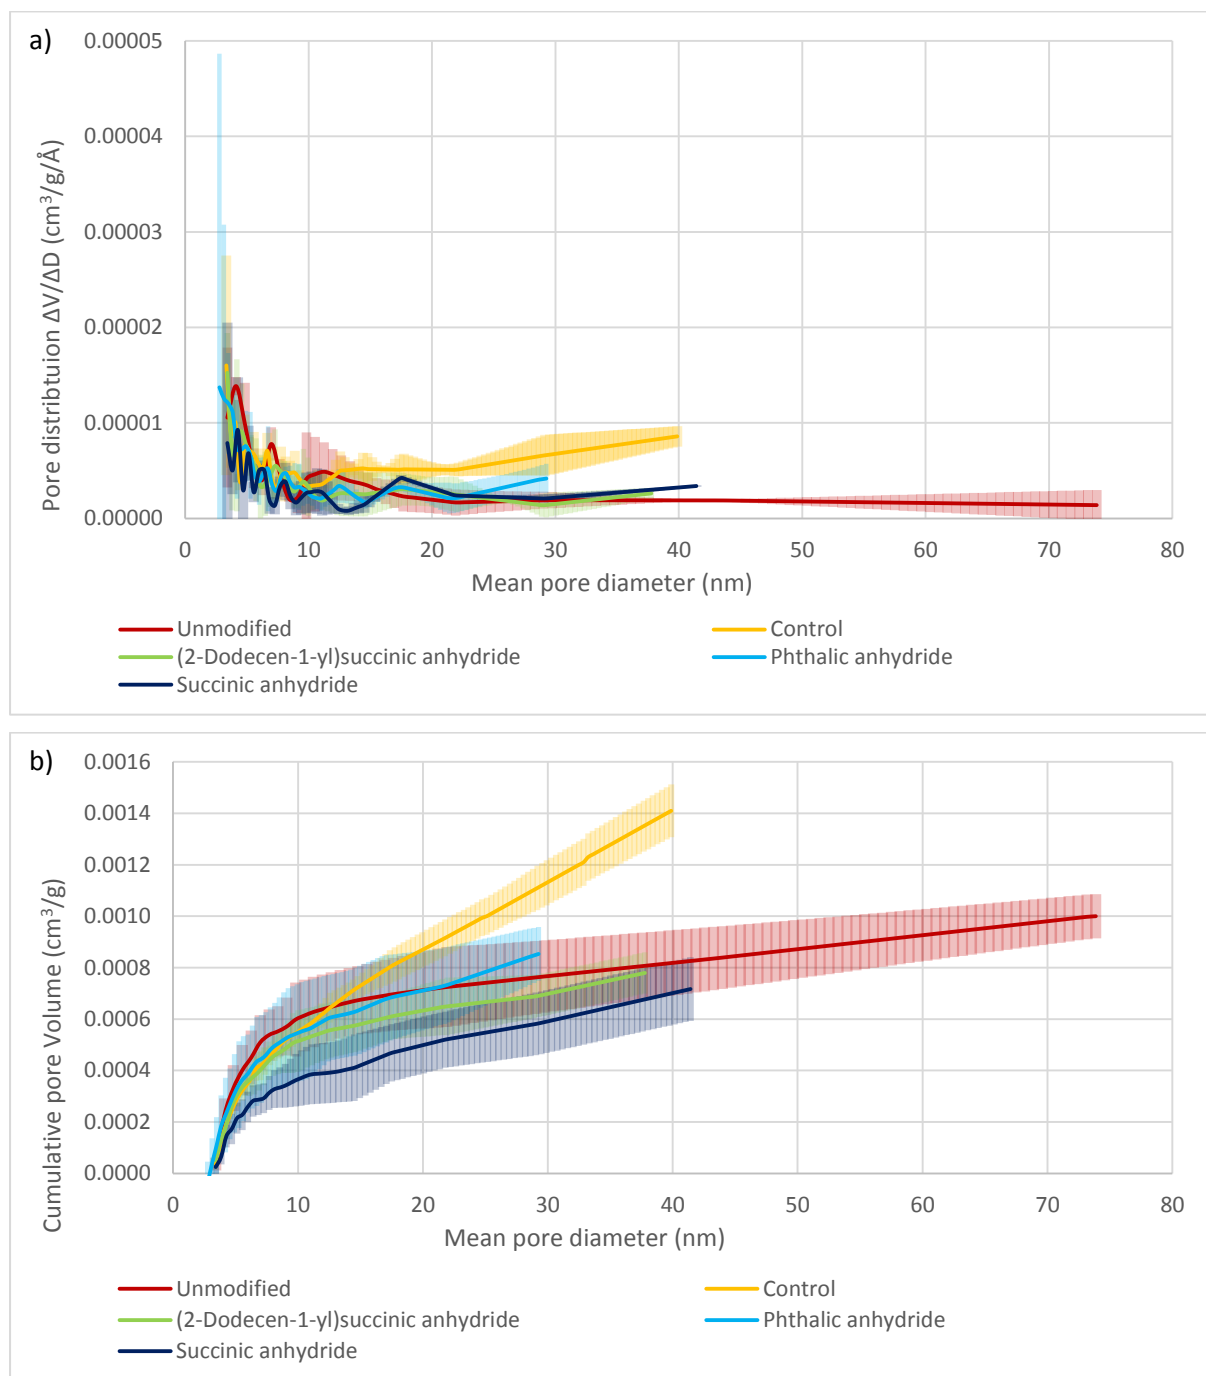 a)
Pore distribtuion ΔV/ΔD (cm³/g/Å)
0.00005
0.00004
0.00003
0.00002
0.00001
0.00000
0 10 20 30 40 50 60 70 80
Mean pore diameter (nm)
Unmodified Control
(2-Dodecen-1-yl)succinic anhydride Phthalic anhydride
Succinic anhydride
b)
Cumulative pore Volume (cm³/g)
0.0016
0.0014
0.0012
0.0010
0.0008
0.0006
0.0004
0.0002
0.0000
0 10 20 30 40 50 60 70 80
Mean pore diameter (nm)
Unmodified Control
(2-Dodecen-1-yl)succinic anhydride Phthalic anhydride
Succinic anhydride